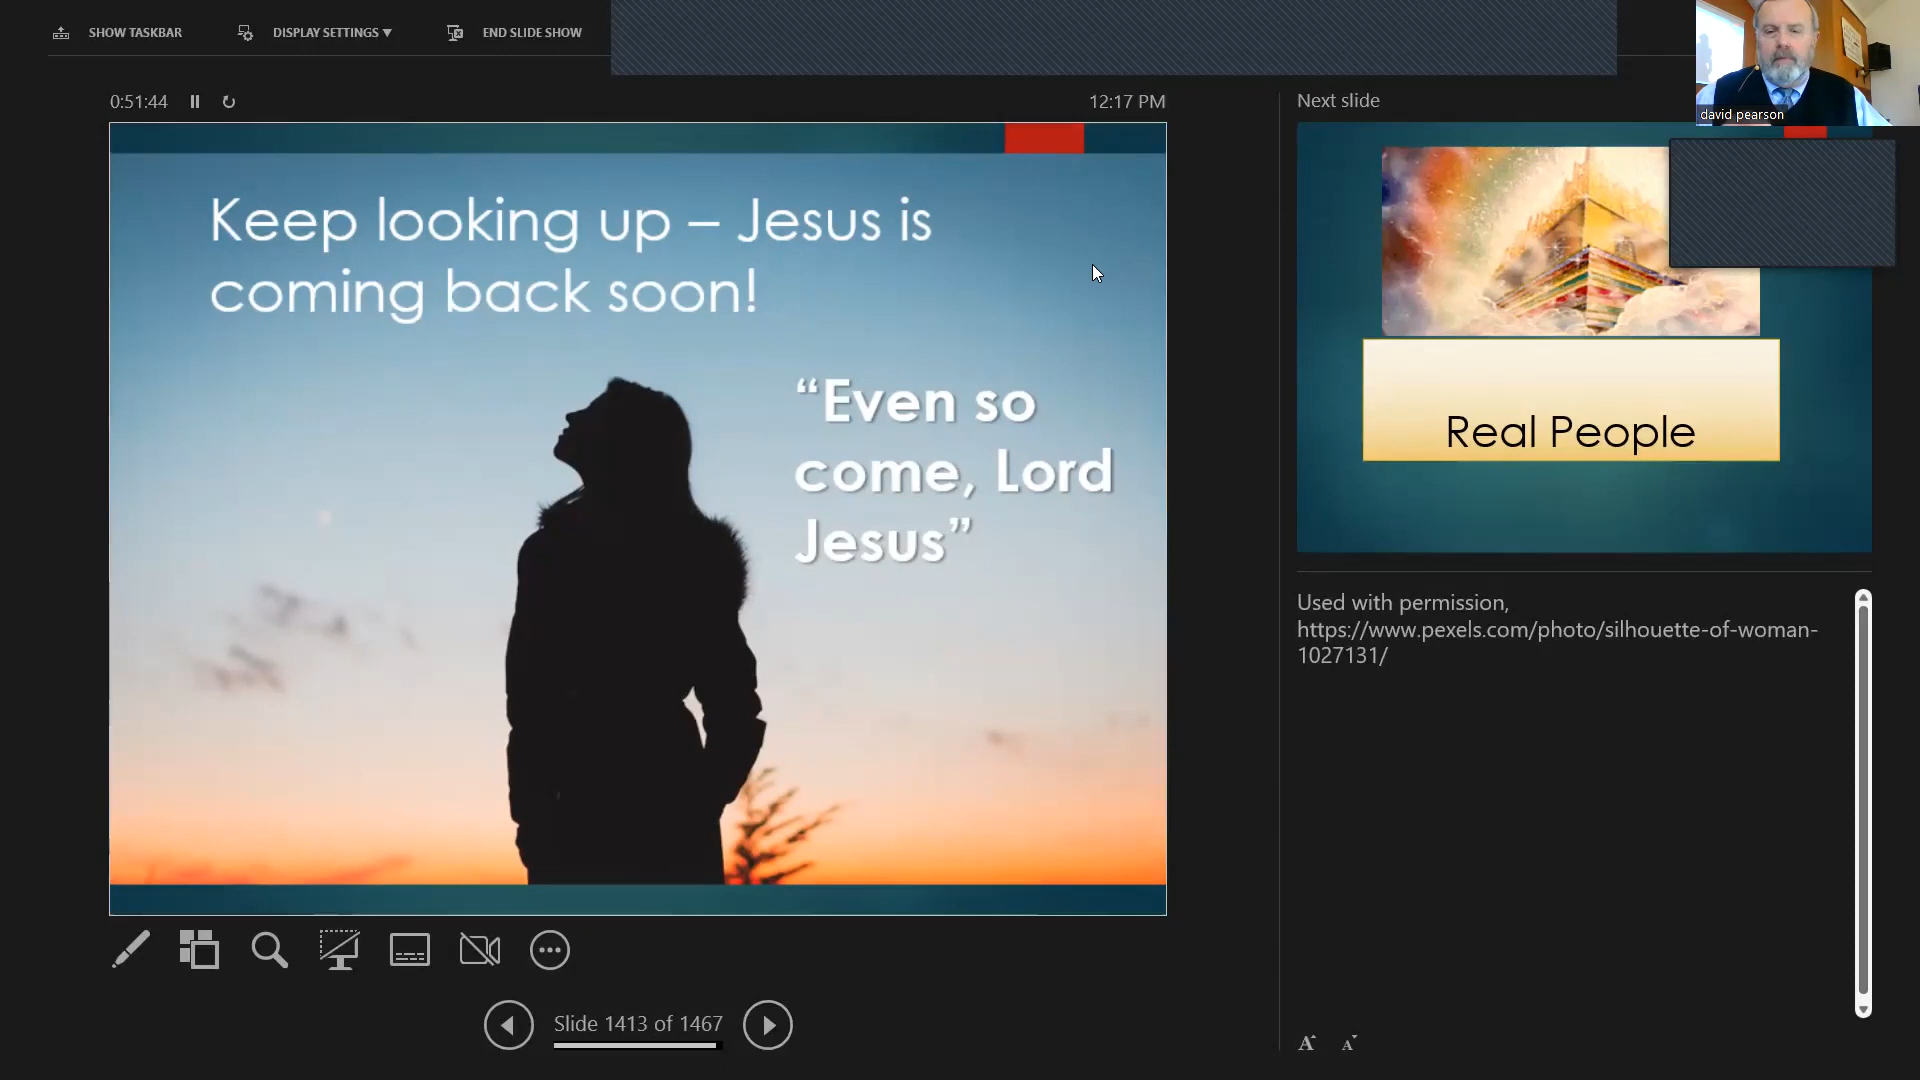 SHOW TASKBAR
DISPLAY SETTINGS ▼
END SLIDE SHOW
0:51:44
12:17 PM
Next slide
david pearson
Keep looking up – Jesus is
coming back soon!
“Even so
come, Lord
Jesus”
Real People
Used with permission,
https://www.pexels.com/photo/silhouette-of-woman-
1027131/
Slide 1413 of 1467
A A